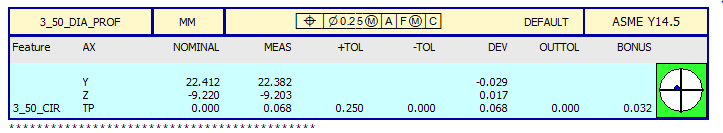 3_50_DIA_PROF MM ⌖ Ø0.25Ⓜ A FⓂ C DEFAULT ASME Y14.5
Feature AX NOMINAL MEAS +TOL -TOL DEV OUTTOL BONUS
Y 22.412 22.382 -0.029
Z -9.220 -9.203 0.017
3_50_CIR TP 0.000 0.068 0.250 0.000 0.068 0.000 0.032
******************************************